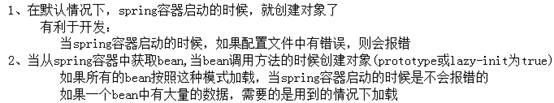 1、在默认情况下，spring容器启动的时候，就创建对象了
有利于开发：
当spring容器启动的时候，如果配置文件中有错误，则会报错
2、当从spring容器中获取bean,当bean调用方法的时候创建对象(prototype或lazy-init为true)
如果所有的bean按照这种模式加载，当spring容器启动的时候是不会报错的
如果一个bean中有大量的数据，需要的是用到的情况下加载